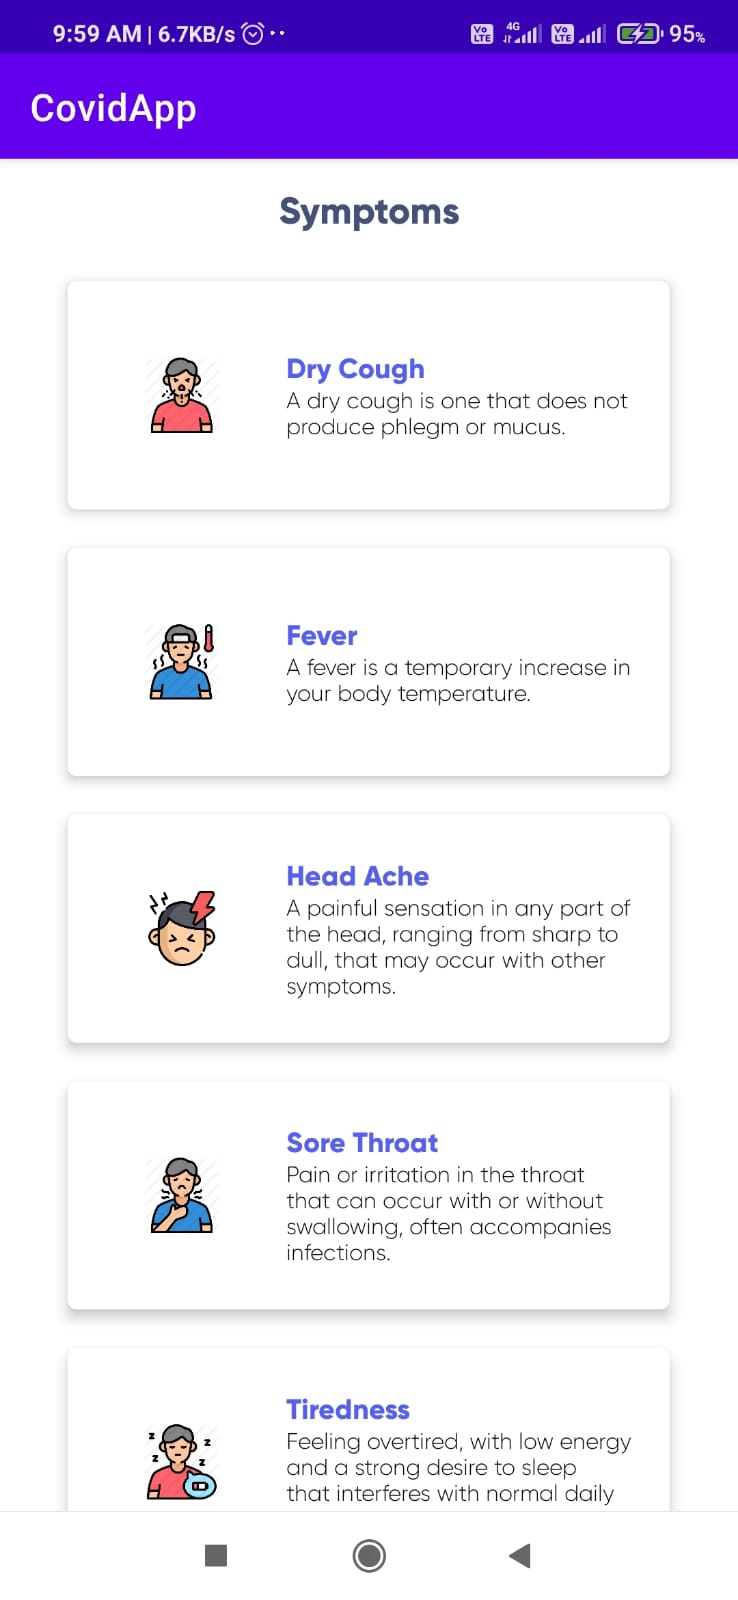 9:59 AM | 6.7KB/s
Vo LTE 4G Vo LTE 95%
CovidApp
Symptoms
Dry Cough
A dry cough is one that does not
produce phlegm or mucus.
Fever
A fever is a temporary increase in
your body temperature.
Head Ache
A painful sensation in any part of
the head, ranging from sharp to
dull, that may occur with other
symptoms.
Sore Throat
Pain or irritation in the throat
that can occur with or without
swallowing, often accompanies
infections.
Tiredness
Feeling overtired, with low energy
and a strong desire to sleep
that interferes with normal daily